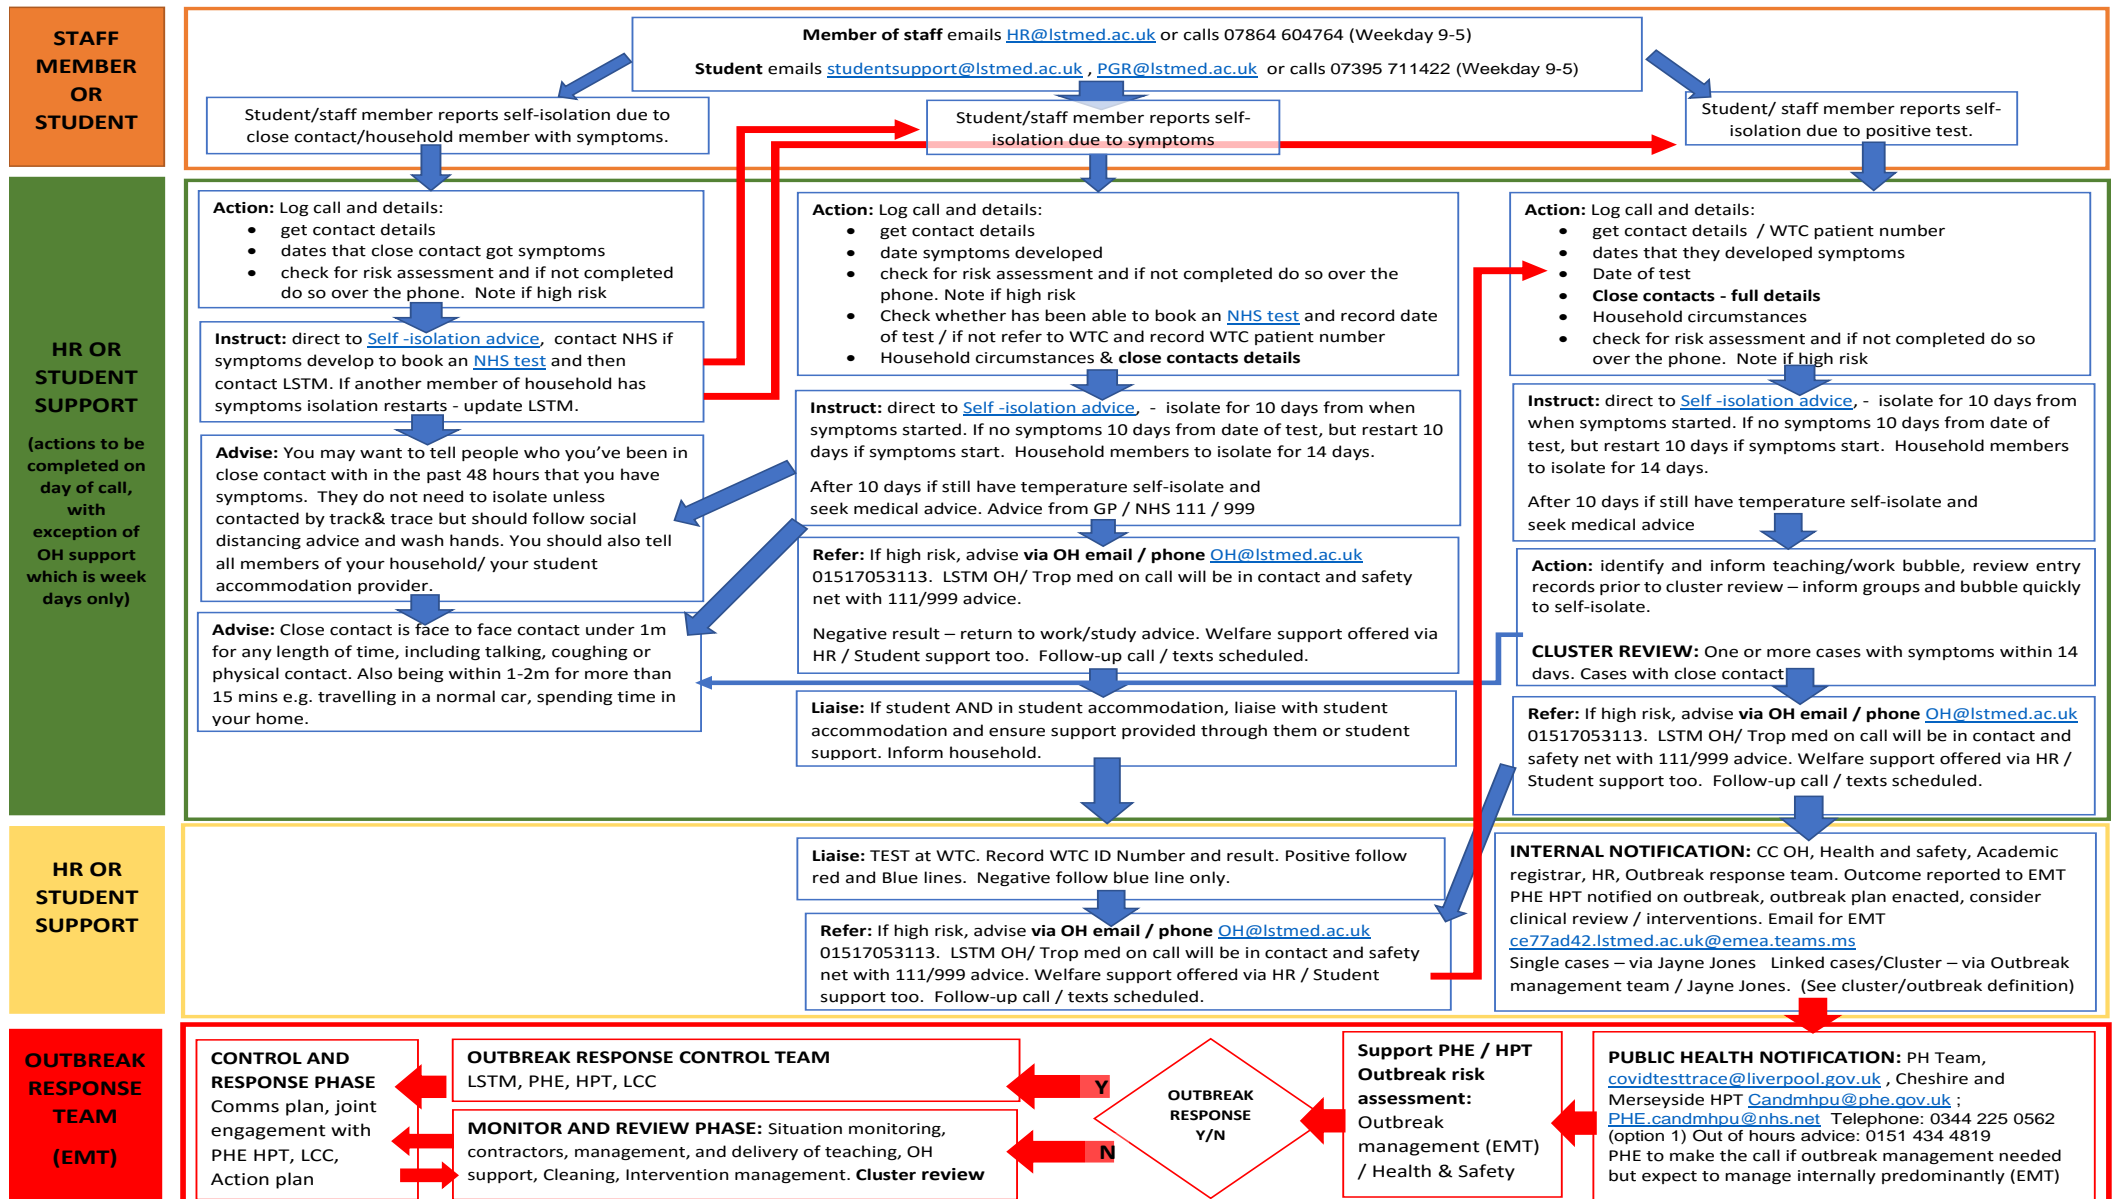 STAFF
MEMBER
OR
STUDENT
Member of staff emails HR@lstmed.ac.uk or calls 07864 604764 (Weekday 9-5)
Student emails studentsupport@lstmed.ac.uk , PGR@lstmed.ac.uk or calls 07395 711422 (Weekday 9-5)
Student/staff member reports self-isolation due to
close contact/household member with symptoms.
Student/staff member reports self-
isolation due to symptoms
Student/ staff member reports self-
isolation due to positive test.
HR OR
STUDENT
SUPPORT
(actions to be
completed on
day of call,
with
exception of
OH support
which is week
days only)
Action: Log call and details:
• get contact details
• dates that close contact got symptoms
• check for risk assessment and if not completed
do so over the phone. Note if high risk
Instruct: direct to Self -isolation advice, contact NHS if
symptoms develop to book an NHS test and then
contact LSTM. If another member of household has
symptoms isolation restarts - update LSTM.
Advise: You may want to tell people who you've been in
close contact with in the past 48 hours that you have
symptoms. They do not need to isolate unless
contacted by track& trace but should follow social
distancing advice and wash hands. You should also tell
all members of your household/ your student
accommodation provider.
Advise: Close contact is face to face contact under 1m
for any length of time, including talking, coughing or
physical contact. Also being within 1-2m for more than
15 mins e.g. travelling in a normal car, spending time in
your home.
Action: Log call and details:
• get contact details
• date symptoms developed
• check for risk assessment and if not completed do so over the
phone. Note if high risk
• Check whether has been able to book an NHS test and record date
of test / if not refer to WTC and record WTC patient number
• Household circumstances & close contacts details
Instruct: direct to Self -isolation advice, - isolate for 10 days from when
symptoms started. If no symptoms 10 days from date of test, but restart 10
days if symptoms start. Household members to isolate for 14 days.
After 10 days if still have temperature self-isolate and
seek medical advice. Advice from GP / NHS 111 / 999
Refer: If high risk, advise via OH email / phone OH@lstmed.ac.uk
01517053113. LSTM OH/ Trop med on call will be in contact and safety
net with 111/999 advice.
Negative result – return to work/study advice. Welfare support offered via
HR / Student support too. Follow-up call / texts scheduled.
Liaise: If student AND in student accommodation, liaise with student
accommodation and ensure support provided through them or student
support. Inform household.
Action: Log call and details:
• get contact details / WTC patient number
• dates that they developed symptoms
• Date of test
• Close contacts - full details
• Household circumstances
• check for risk assessment and if not completed do so
over the phone. Note if high risk
Instruct: direct to Self -isolation advice, - isolate for 10 days from
when symptoms started. If no symptoms 10 days from date of
test, but restart 10 days if symptoms start. Household members
to isolate for 14 days.
After 10 days if still have temperature self-isolate and
seek medical advice
Action: identify and inform teaching/work bubble, review entry
records prior to cluster review – inform groups and bubble quickly
to self-isolate.
CLUSTER REVIEW: One or more cases with symptoms within 14
days. Cases with close contact
Refer: If high risk, advise via OH email / phone OH@lstmed.ac.uk
01517053113. LSTM OH/ Trop med on call will be in contact and
safety net with 111/999 advice. Welfare support offered via HR /
Student support too. Follow-up call / texts scheduled.
HR OR
STUDENT
SUPPORT
Liaise: TEST at WTC. Record WTC ID Number and result. Positive follow
red and Blue lines. Negative follow blue line only.
Refer: If high risk, advise via OH email / phone OH@lstmed.ac.uk
01517053113. LSTM OH/ Trop med on call will be in contact and safety
net with 111/999 advice. Welfare support offered via HR / Student
support too. Follow-up call / texts scheduled.
INTERNAL NOTIFICATION: CC OH, Health and safety, Academic
registrar, HR, Outbreak response team. Outcome reported to EMT
PHE HPT notified on outbreak, outbreak plan enacted, consider
clinical review / interventions. Email for EMT
ce77ad42.lstmed.ac.uk@emea.teams.ms
Single cases – via Jayne Jones Linked cases/Cluster – via Outbreak
management team / Jayne Jones. (See cluster/outbreak definition)
OUTBREAK
RESPONSE
TEAM
(EMT)
CONTROL AND
RESPONSE PHASE
Comms plan, joint
engagement with
PHE HPT, LCC,
Action plan
OUTBREAK RESPONSE CONTROL TEAM
LSTM, PHE, HPT, LCC
MONITOR AND REVIEW PHASE: Situation monitoring,
contractors, management, and delivery of teaching, OH
support, Cleaning, Intervention management. Cluster review
Y
N
OUTBREAK
RESPONSE
Y/N
Support PHE / HPT
Outbreak risk
assessment:
Outbreak
management (EMT)
/ Health & Safety
PUBLIC HEALTH NOTIFICATION: PH Team,
covidtesttrace@liverpool.gov.uk , Cheshire and
Merseyside HPT Candmhpu@phe.gov.uk ;
PHE.candmhpu@nhs.net Telephone: 0344 225 0562
(option 1) Out of hours advice: 0151 434 4819
PHE to make the call if outbreak management needed
but expect to manage internally predominantly (EMT)